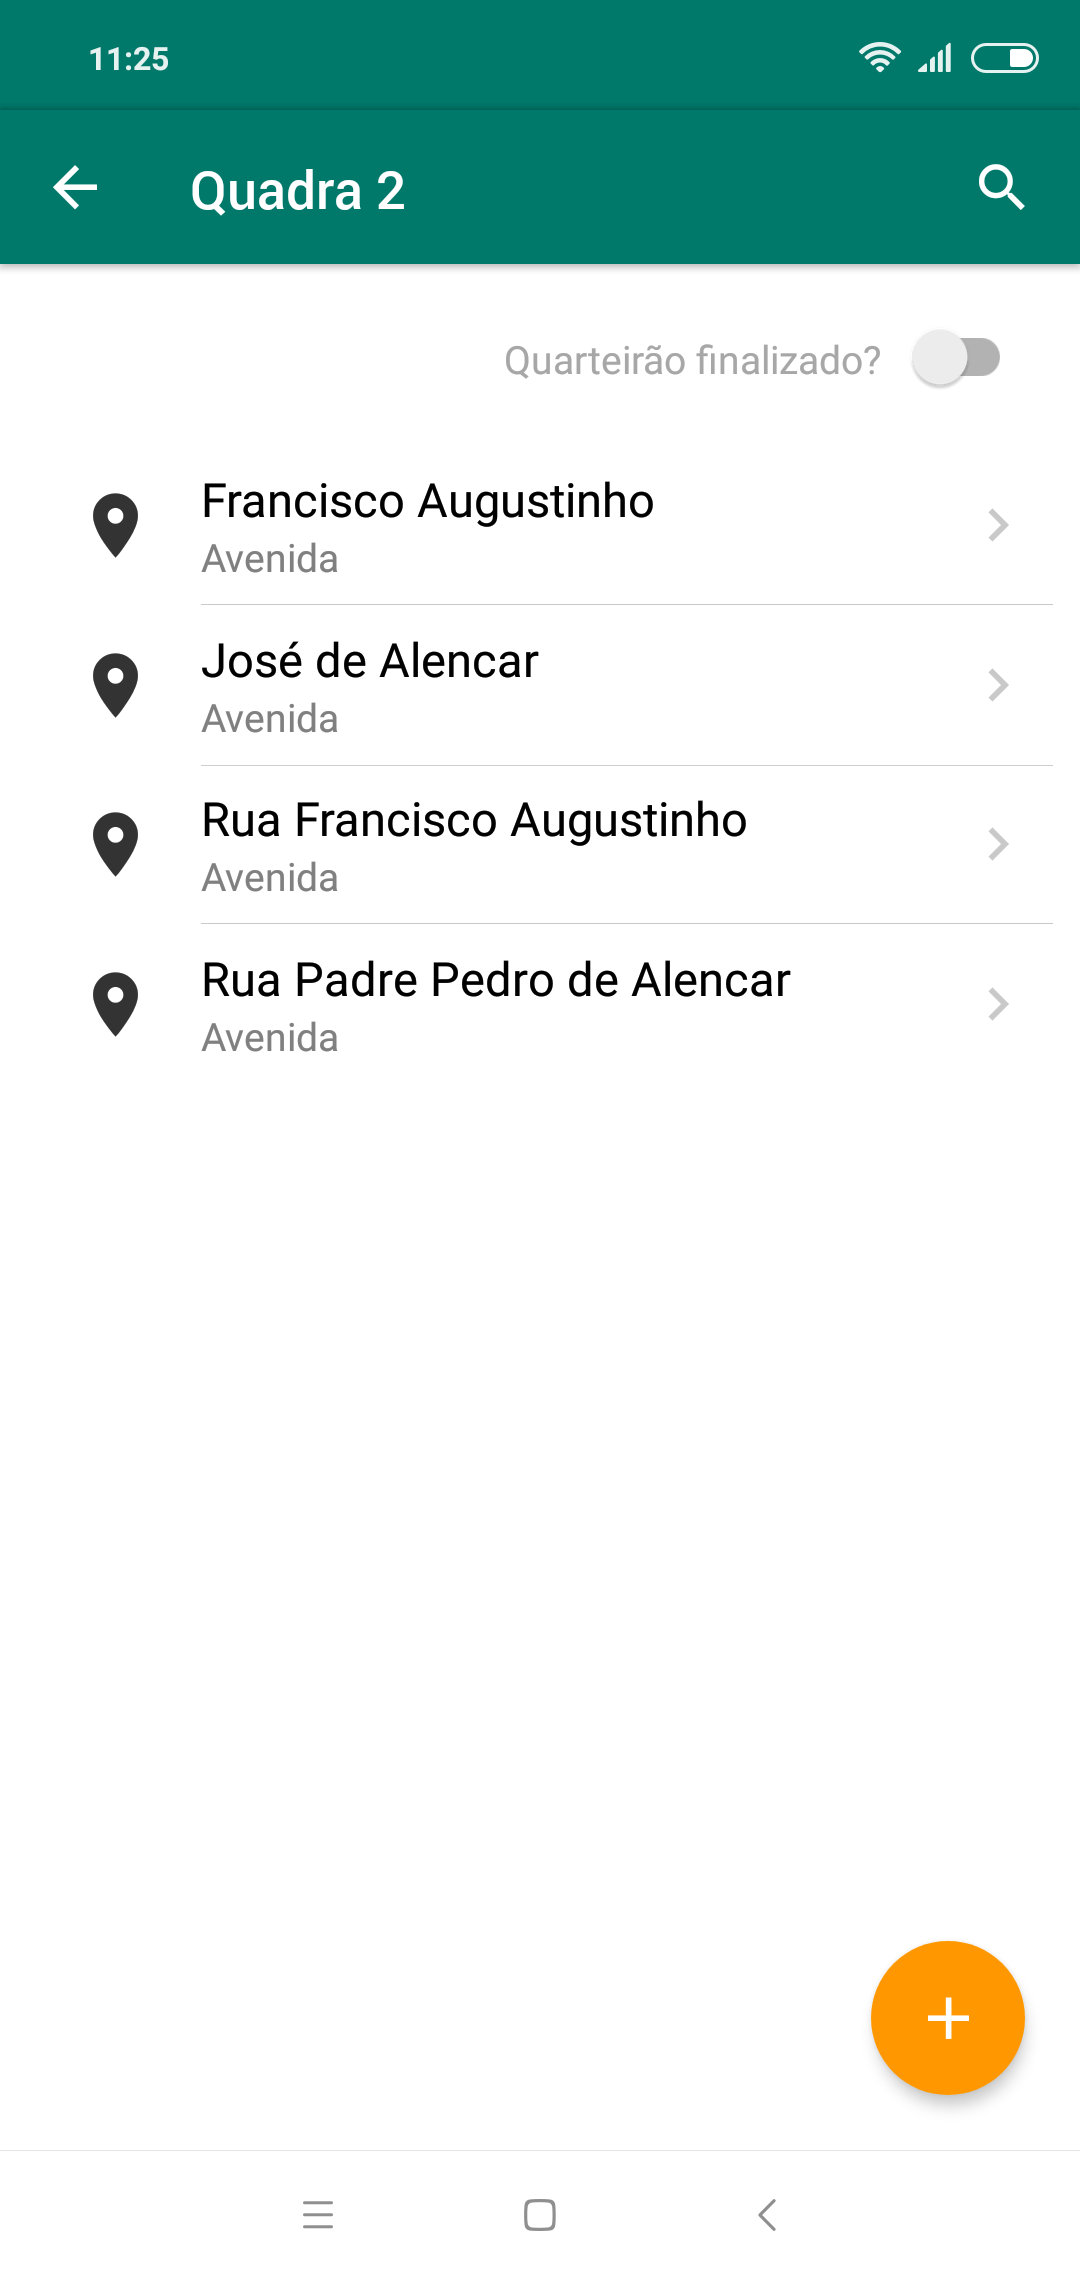 11:25
Quadra 2
Quarteirão finalizado?
Francisco Augustinho
Avenida
José de Alencar
Avenida
Rua Francisco Augustinho
Avenida
Rua Padre Pedro de Alencar
Avenida